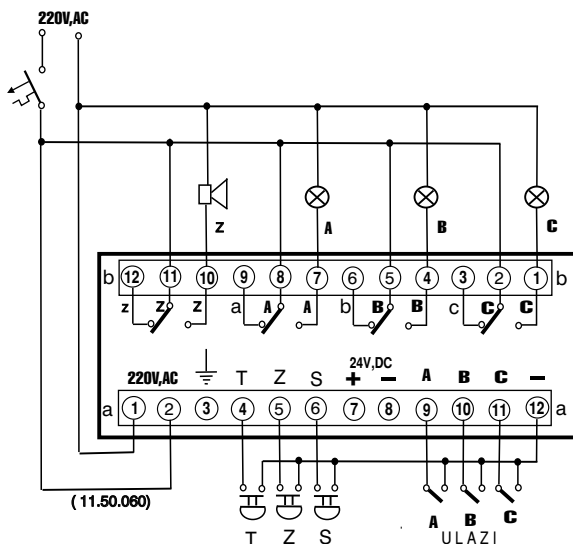 220V,AC
Z A B C
b 12 11 10 9 8 7 6 5 4 3 2 1 b
z Z Z a A A b B B c C C
24V,DC
220V,AC T Z S + – A B C –
a 1 2 3 4 5 6 7 8 9 10 11 12 a
( 11.50.060)
T Z S A B C
ULAZI